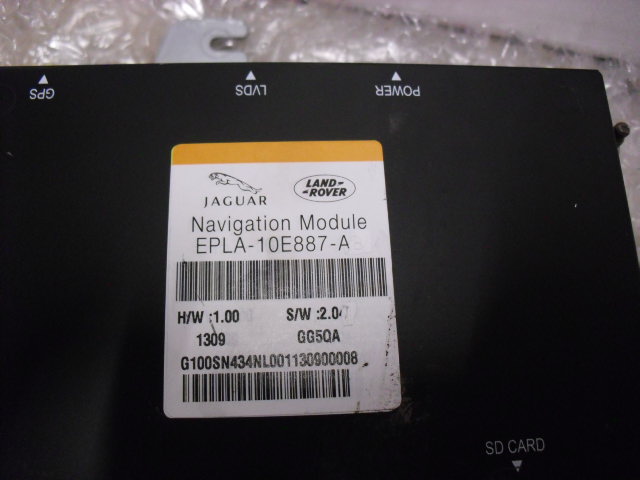 GPS LVDS POWER
JAGUAR LAND-
-ROVER
Navigation Module
EPLA-10E887-A
H/W :1.00 S/W :2.0
1309 GG5QA
G100SN434NL001130900008
SD CARD